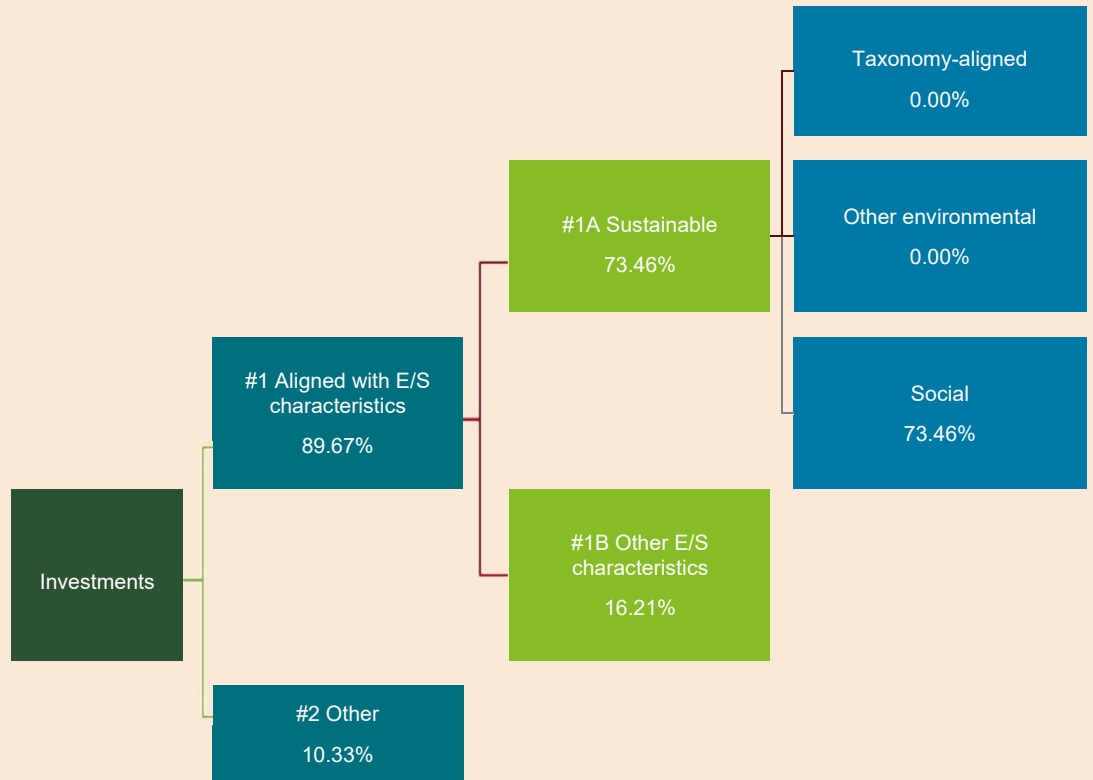 Investments
#1 Aligned with E/S
characteristics
89.67%
#2 Other
10.33%
#1A Sustainable
73.46%
#1B Other E/S
characteristics
16.21%
Taxonomy-aligned
0.00%
Other environmental
0.00%
Social
73.46%